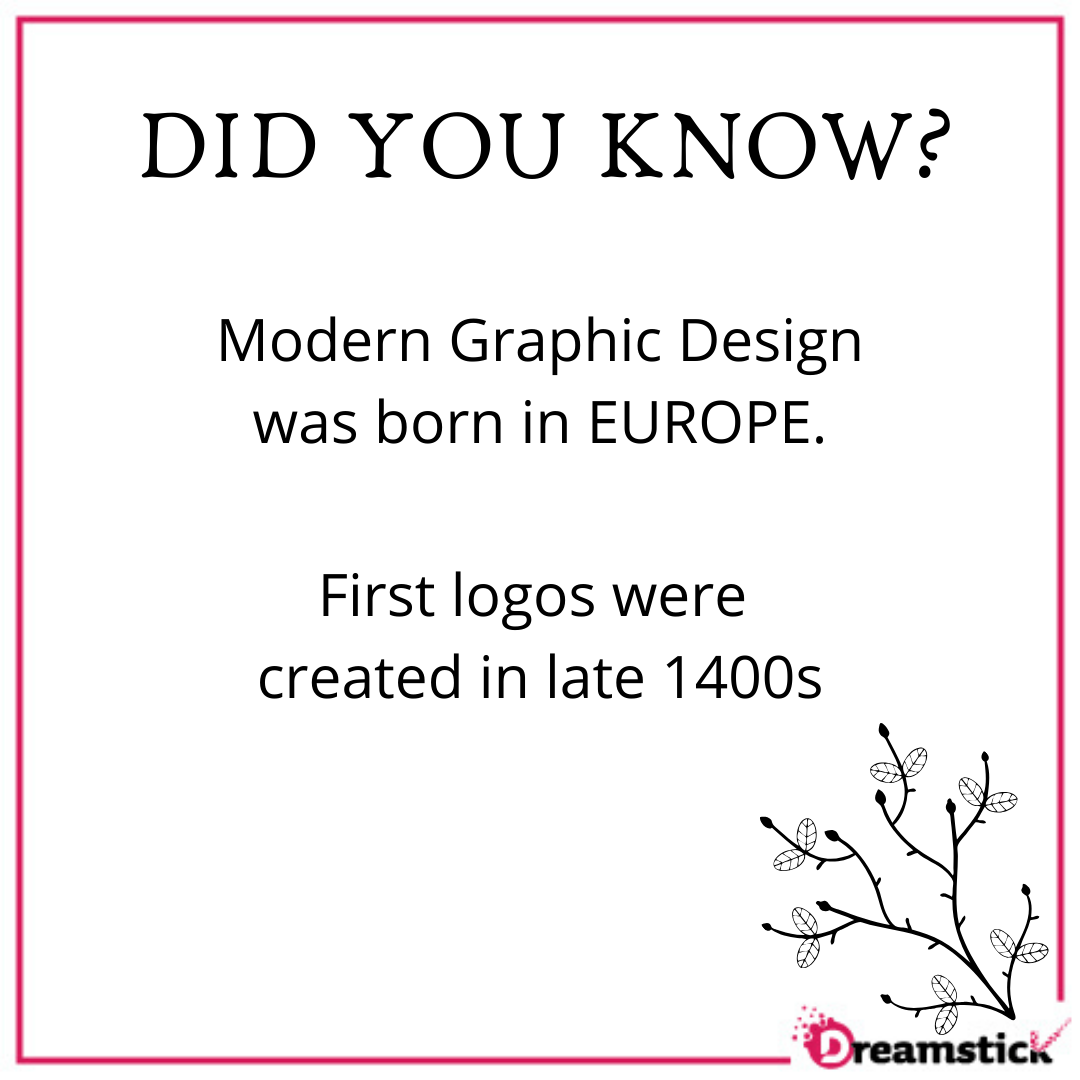 DID YOU KNOW?
Modern Graphic Design
was born in EUROPE.
First logos were
created in late 1400s
Dreamstick